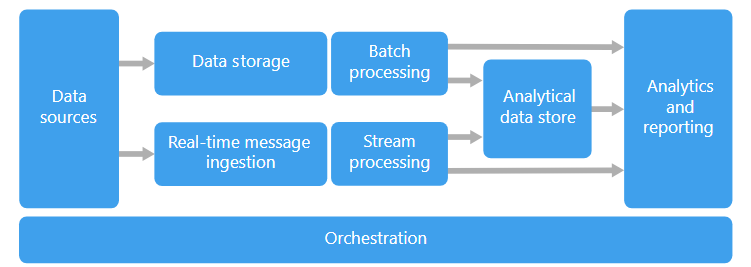 Data
sources
Data storage
Batch
processing
Real-time message
ingestion
Stream
processing
Analytical
data store
Analytics
and
reporting
Orchestration